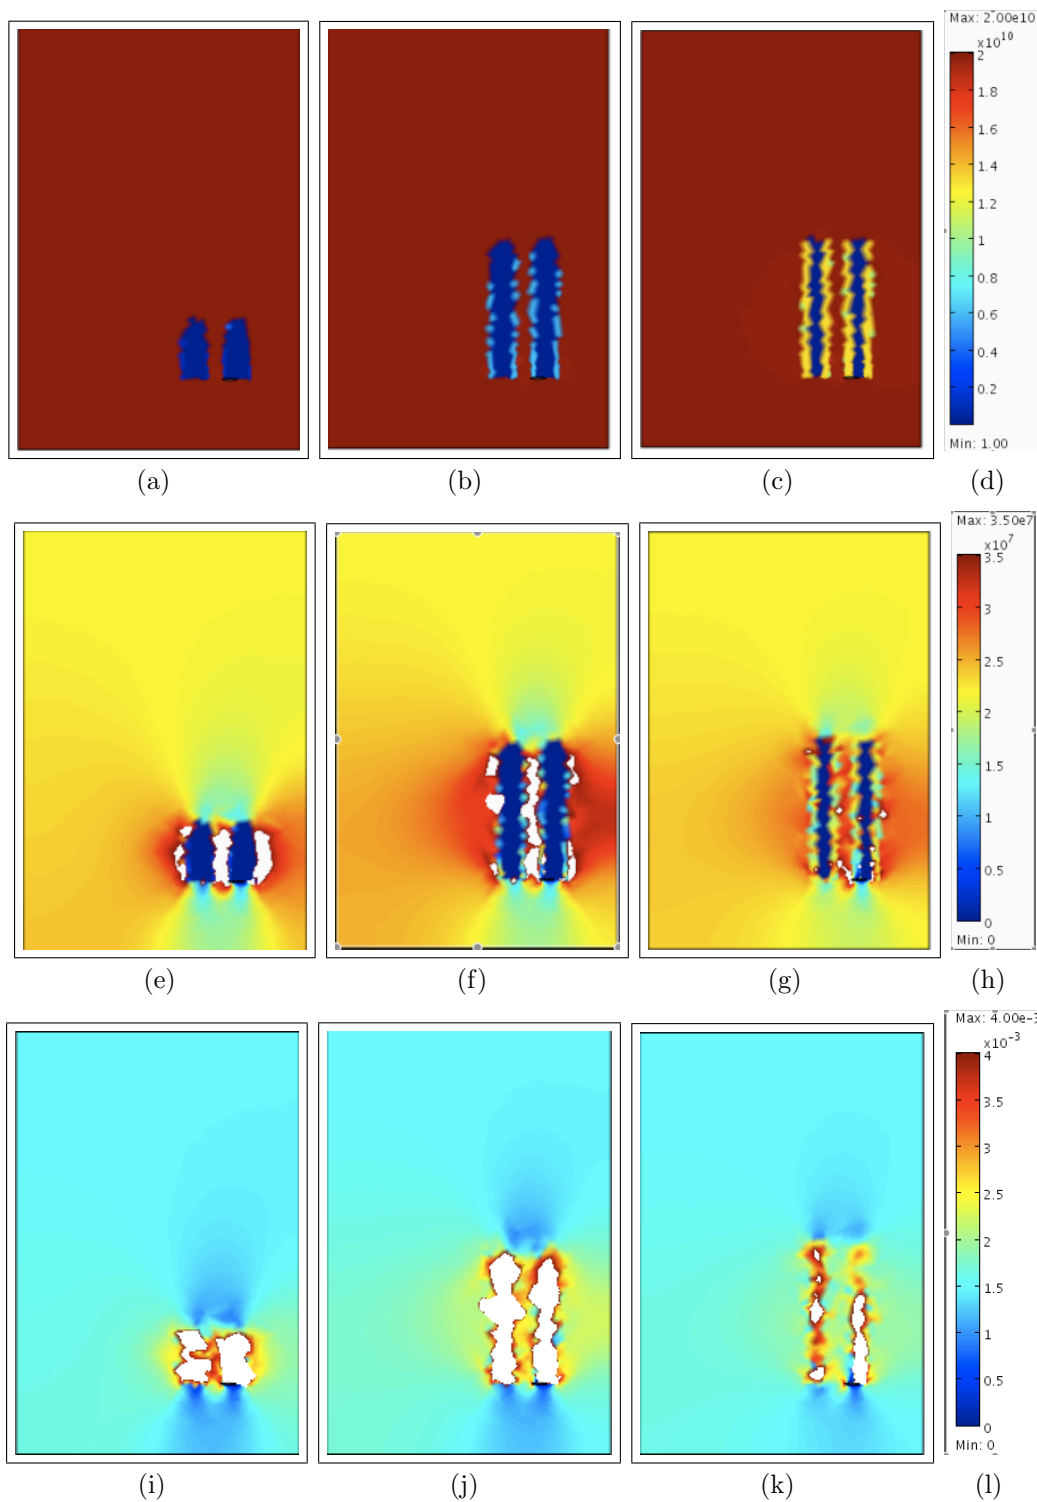 Max: 2.00e10
x10^10
2
1.8
1.6
1.4
1.2
1
0.8
0.6
0.4
0.2
Min: 1.00
(a)
(b)
(c)
(d)
Max: 3.50e7
x10^7
3.5
3
2.5
2
1.5
1
0.5
0
Min: 0
(e)
(f)
(g)
(h)
Max: 4.00e-3
x10^-3
4
3.5
3
2.5
2
1.5
1
0.5
0
Min: 0
(i)
(j)
(k)
(l)